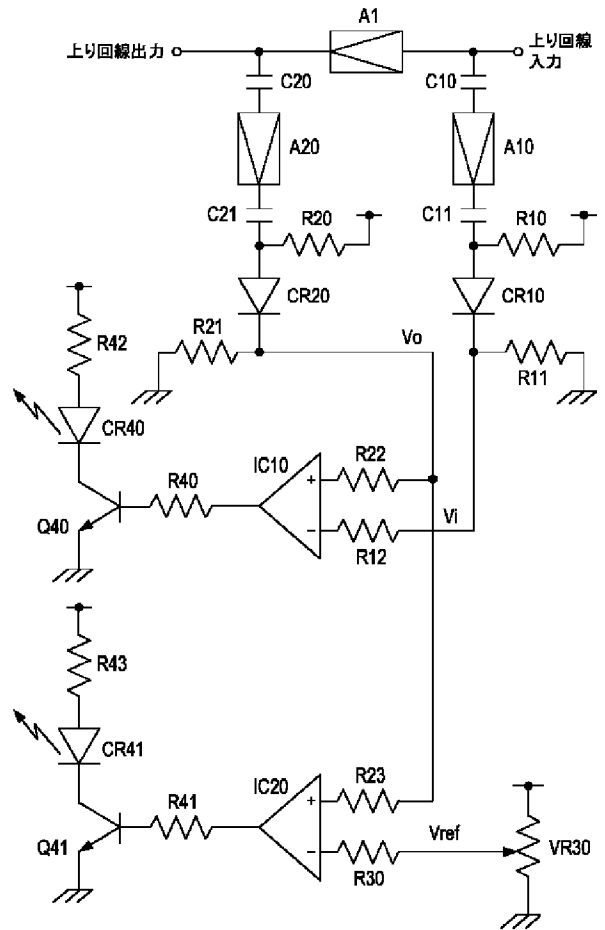 A1
上り回線出力
上り回線
入力
C20
C10
A20
A10
C21
R20
C11
R10
CR20
CR10
R21
Vo
R11
R42
CR40
R40
IC10
R22
+
Vi
-
R12
Q40
R43
CR41
R41
IC20
R23
+
Vref
-
R30
VR30
Q41